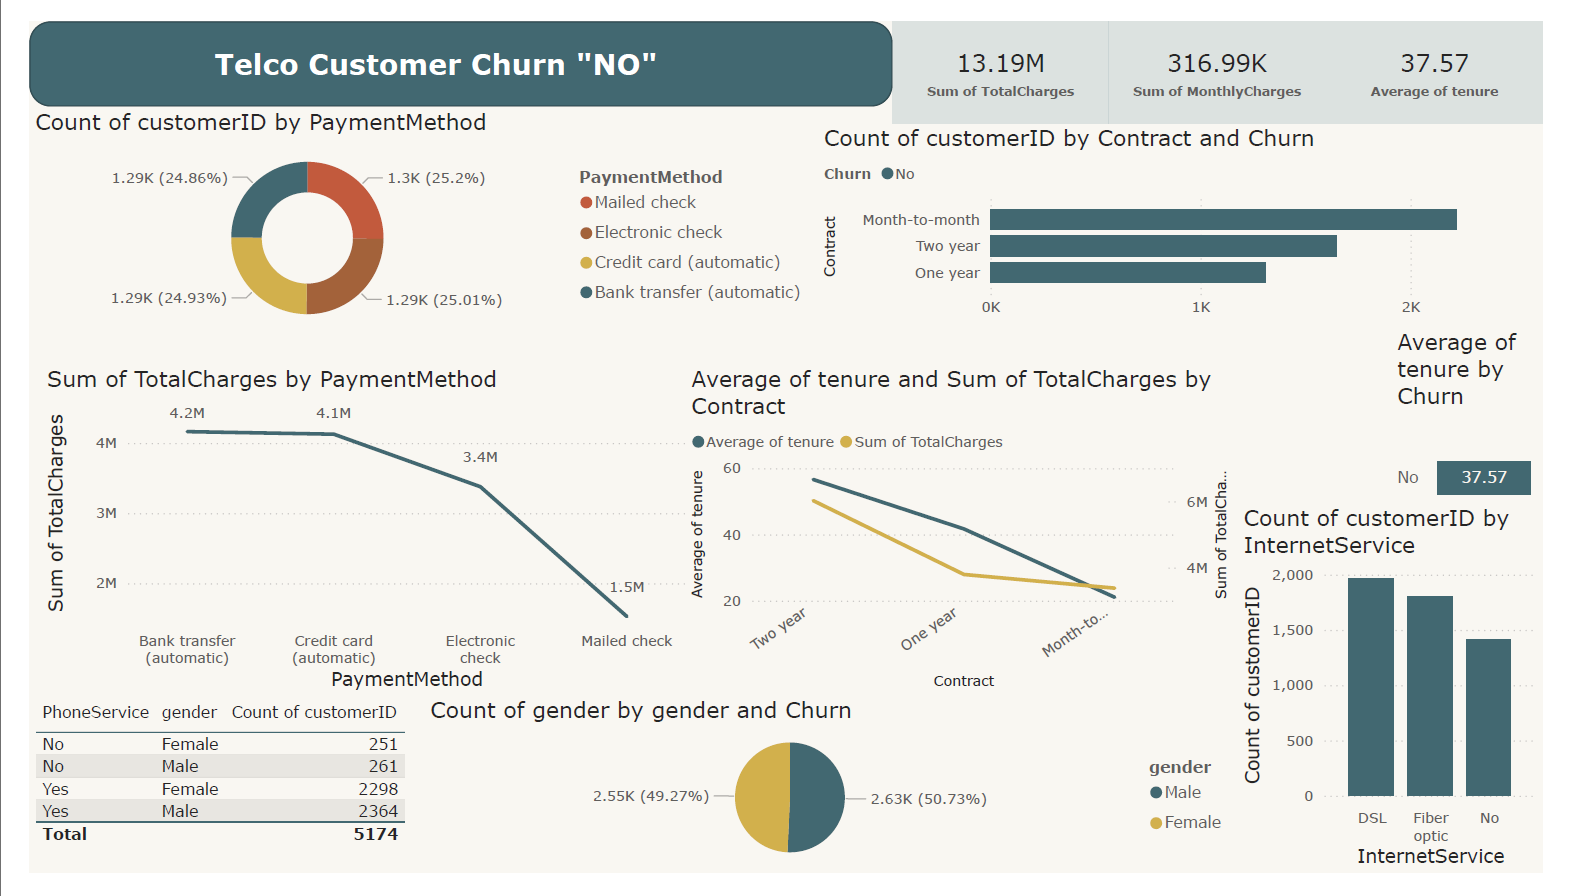 Telco Customer Churn "NO"
13.19M
Sum of TotalCharges
316.99K
Sum of MonthlyCharges
37.57
Average of tenure
Count of customerID by PaymentMethod
1.29K (24.86%)
1.3K (25.2%)
1.29K (24.93%)
1.29K (25.01%)
PaymentMethod
Mailed check
Electronic check
Credit card (automatic)
Bank transfer (automatic)
Count of customerID by Contract and Churn
Churn No
Contract
Month-to-month
Two year
One year
0K 1K 2K
Average of
tenure by
Churn
No 37.57
Sum of TotalCharges by PaymentMethod
Sum of TotalCharges
4M
3M
2M
4.2M
4.1M
3.4M
1.5M
Bank transfer
(automatic)
Credit card
(automatic)
Electronic
check
Mailed check
PaymentMethod
Average of tenure and Sum of TotalCharges by
Contract
Average of tenure Sum of TotalCharges
Average of tenure
60
40
20
6M
4M
Sum of TotalCha...
Two year
One year
Month-to...
Contract
Count of customerID by
InternetService
Count of customerID
2,000
1,500
1,000
500
0
DSL
Fiber
optic
No
InternetService
PhoneService gender Count of customerID
No Female 251
No Male 261
Yes Female 2298
Yes Male 2364
Total 5174
Count of gender by gender and Churn
2.55K (49.27%)
2.63K (50.73%)
gender
Male
Female